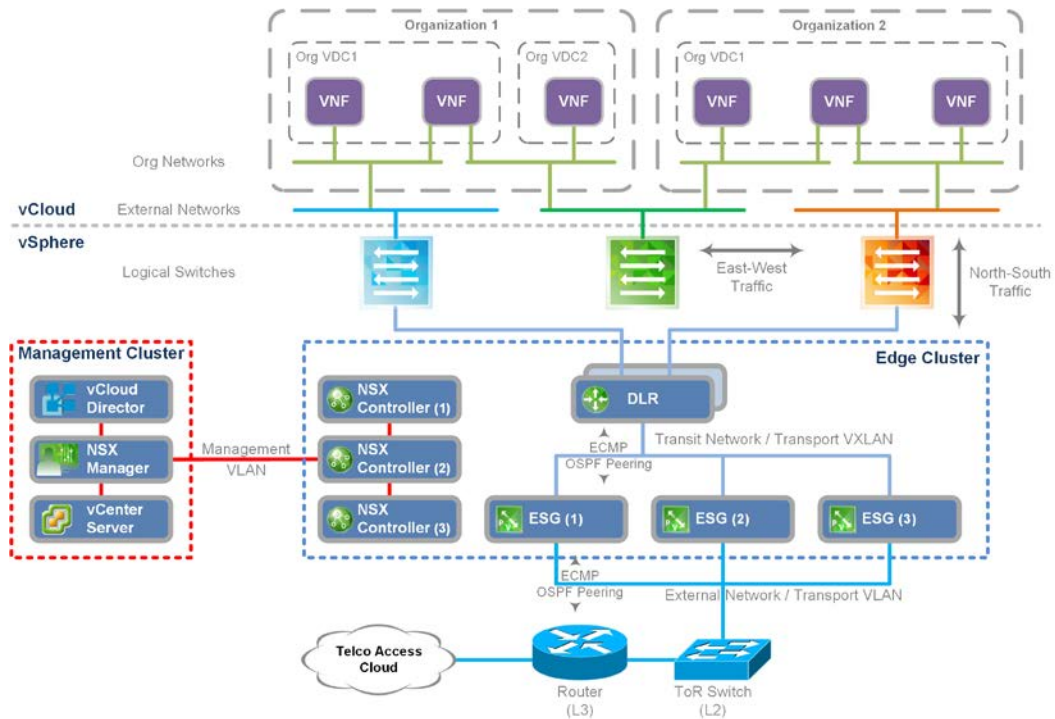 Organization 1
Organization 2
Org VDC1
Org VDC2
Org VDC1
VNF
VNF
VNF
VNF
VNF
VNF
Org Networks
vCloud
External Networks
vSphere
Logical Switches
East-West
Traffic
North-South
Traffic
Management Cluster
vCloud
Director
NSX
Manager
vCenter
Server
Management
VLAN
Edge Cluster
NSX
Controller (1)
NSX
Controller (2)
NSX
Controller (3)
DLR
ECMP
OSPF Peering
Transit Network / Transport VXLAN
ESG (1)
ESG (2)
ESG (3)
ECMP
OSPF Peering
External Network / Transport VLAN
Telco Access
Cloud
Router
(L3)
ToR Switch
(L2)